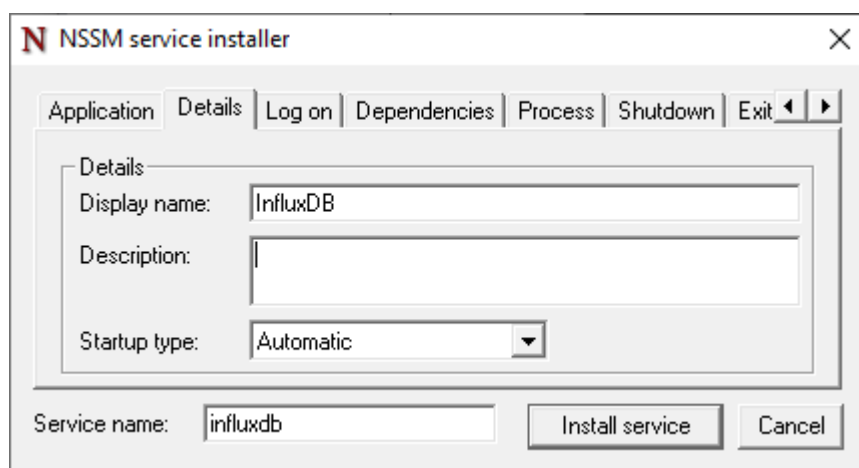 N NSSM service installer
Application Details Log on Dependencies Process Shutdown Exit
Details
Display name: InfluxDB
Description:
Startup type: Automatic
Service name: influxdb Install service Cancel